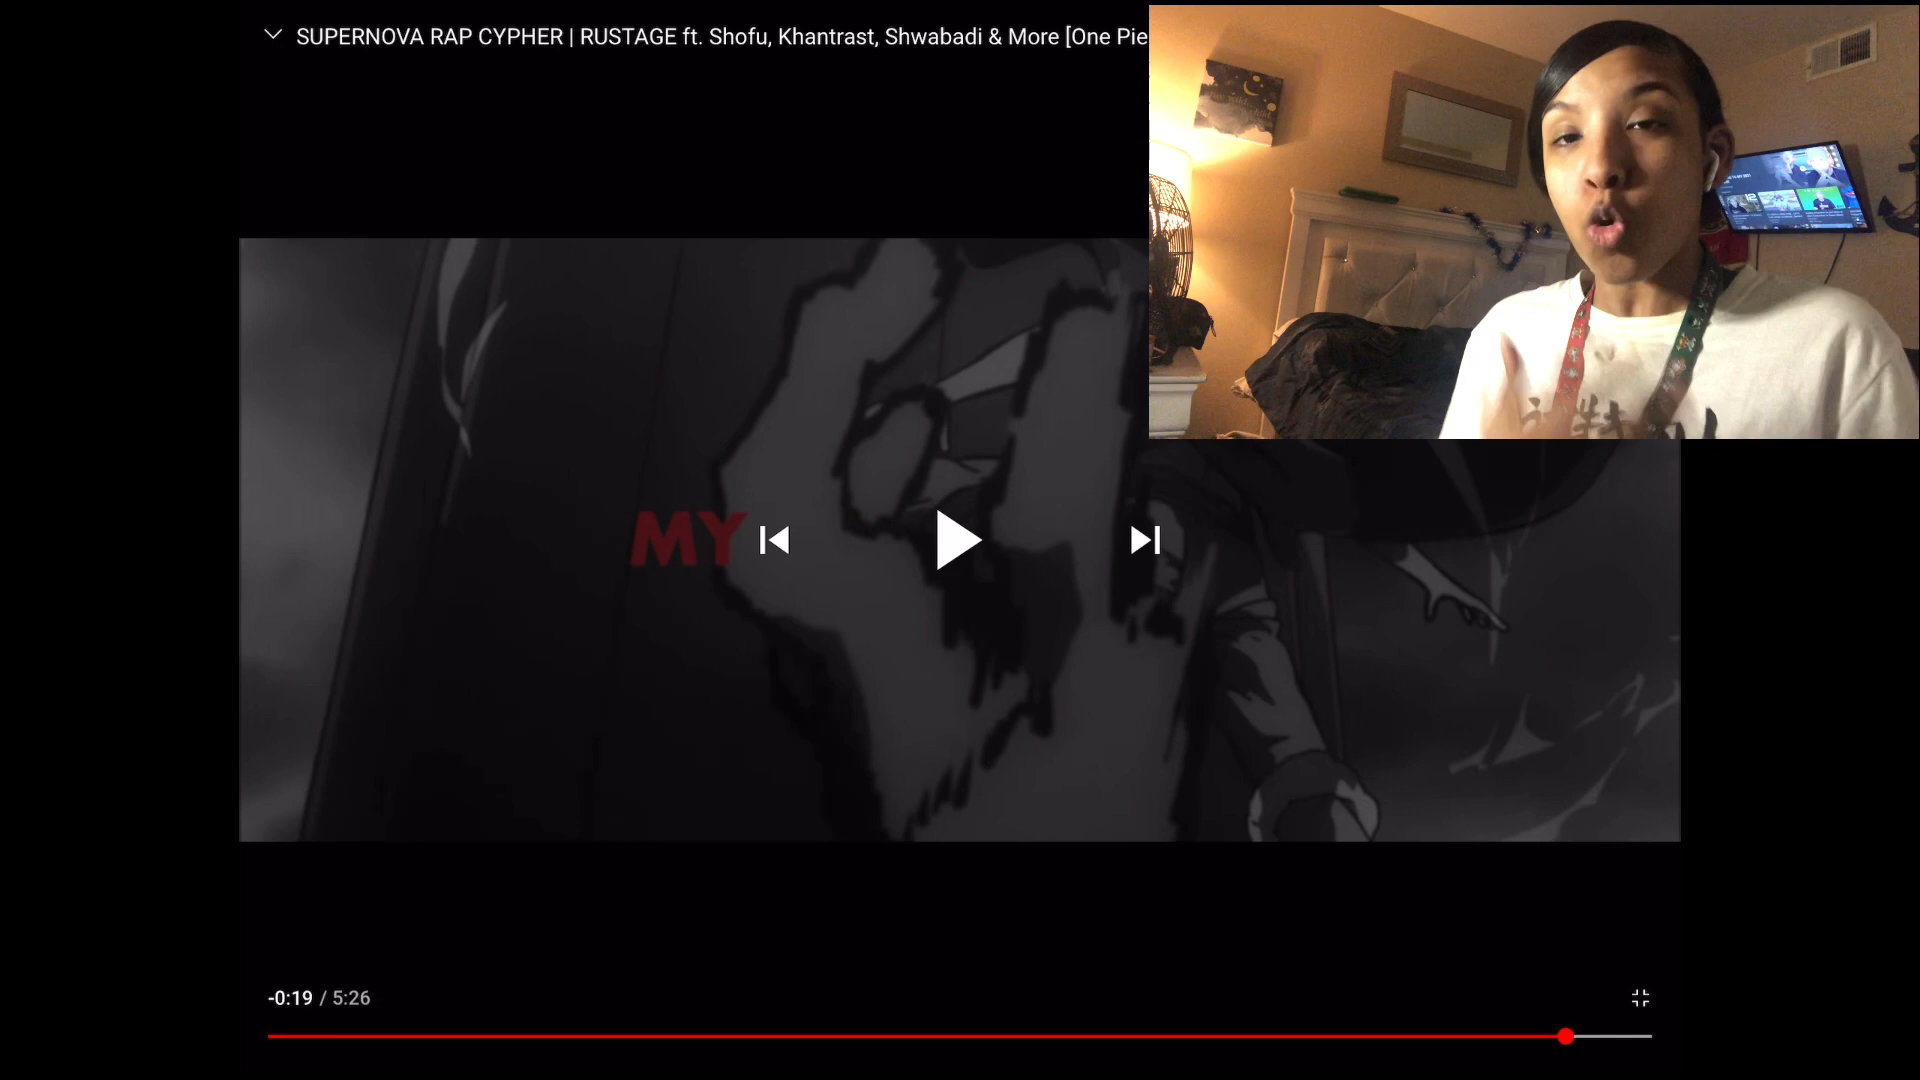 SUPERNOVA RAP CYPHER | RUSTAGE ft. Shofu, Khantrast, Shwabadi & More [One Pie
MY
-0:19 / 5:26